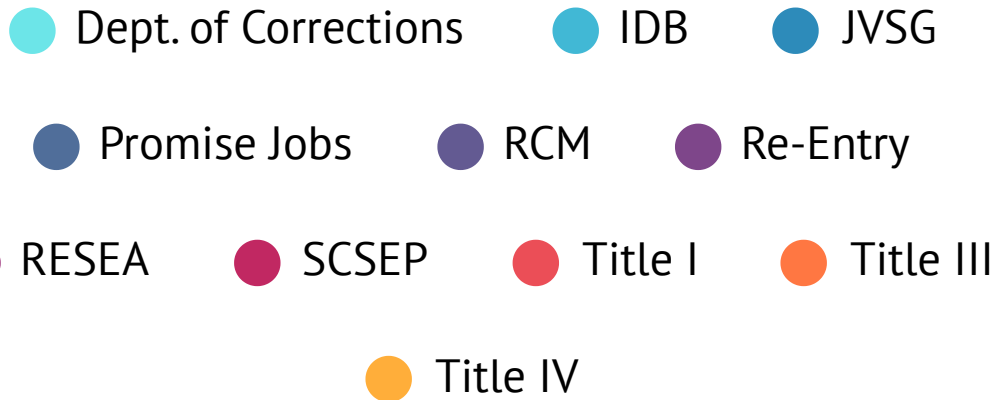 Dept. of Corrections IDB JVSG
Promise Jobs RCM Re-Entry
RESEA SCSEP Title I Title III
Title IV